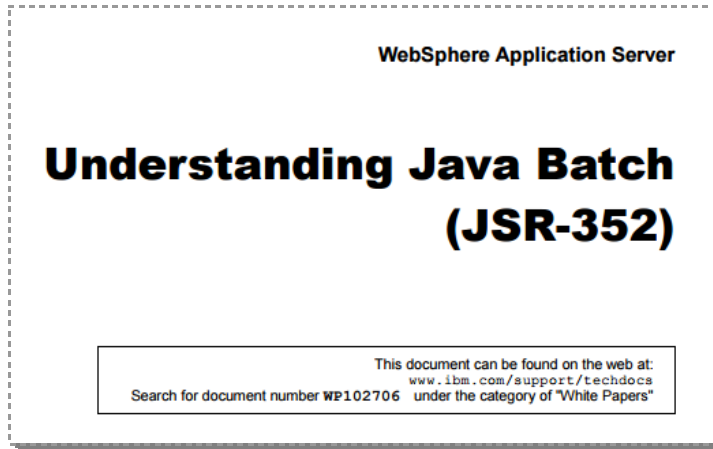 WebSphere Application Server
Understanding Java Batch
(JSR-352)
This document can be found on the web at:
www.ibm.com/support/techdocs
Search for document number WP102706 under the category of "White Papers"